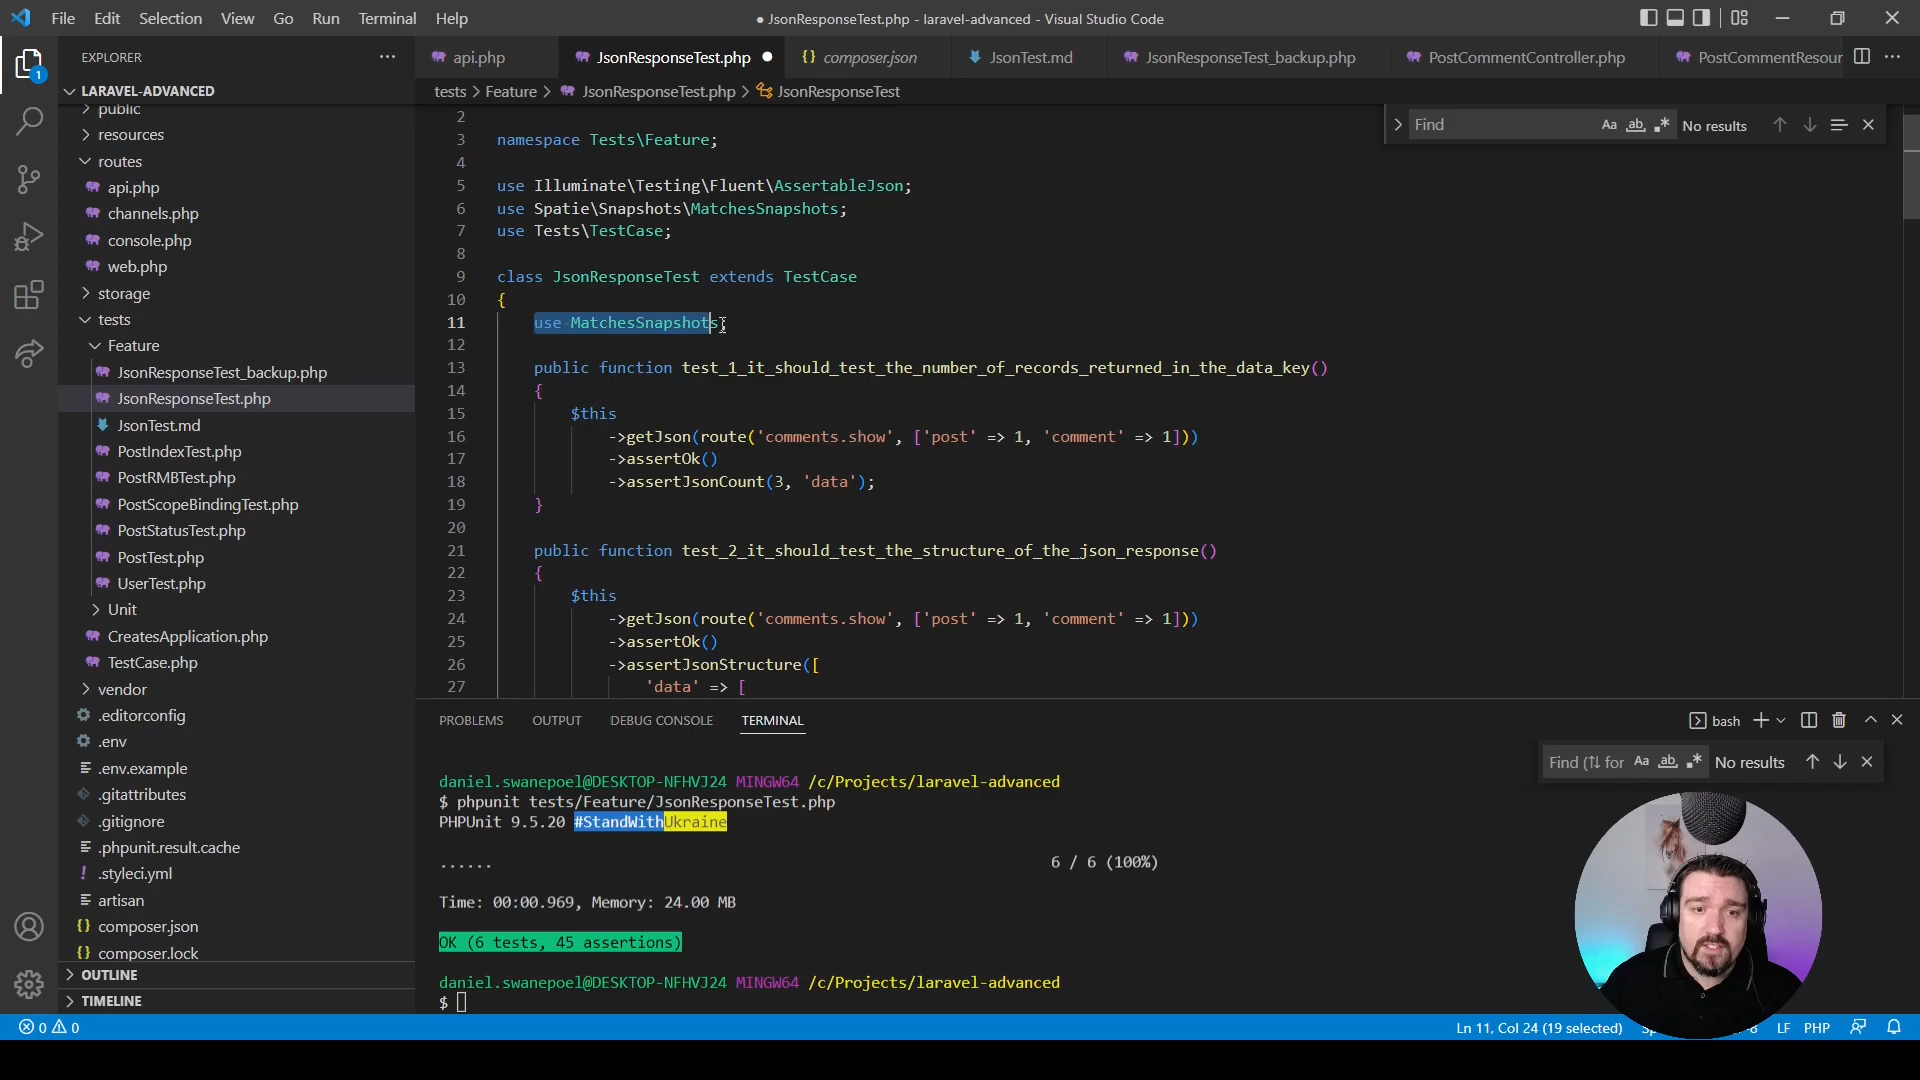 File Edit Selection View Go Run Terminal Help
● JsonResponseTest.php - laravel-advanced - Visual Studio Code
EXPLORER
1
LARAVEL-ADVANCED
public
resources
routes
api.php
channels.php
console.php
web.php
storage
tests
Feature
JsonResponseTest_backup.php
JsonResponseTest.php
JsonTest.md
PostIndexTest.php
PostRMBTest.php
PostScopeBindingTest.php
PostStatusTest.php
PostTest.php
UserTest.php
Unit
CreatesApplication.php
TestCase.php
vendor
.editorconfig
.env
.env.example
.gitattributes
.gitignore
.phpunit.result.cache
.styleci.yml
artisan
composer.json
composer.lock
OUTLINE
TIMELINE
api.php JsonResponseTest.php composer.json JsonTest.md JsonResponseTest_backup.php PostCommentController.php PostCommentResour
tests > Feature > JsonResponseTest.php > JsonResponseTest
Find Aa ab No results
2
3 namespace Tests\Feature;
4
5 use Illuminate\Testing\Fluent\AssertableJson;
6 use Spatie\Snapshots\MatchesSnapshots;
7 use Tests\TestCase;
8
9 class JsonResponseTest extends TestCase
10 {
11 use MatchesSnapshots;
12
13 public function test_1_it_should_test_the_number_of_records_returned_in_the_data_key()
14 {
15 $this
16 ->getJson(route('comments.show', ['post' => 1, 'comment' => 1]))
17 ->assertOk()
18 ->assertJsonCount(3, 'data');
19 }
20
21 public function test_2_it_should_test_the_structure_of_the_json_response()
22 {
23 $this
24 ->getJson(route('comments.show', ['post' => 1, 'comment' => 1]))
25 ->assertOk()
26 ->assertJsonStructure([
27 'data' => [
PROBLEMS OUTPUT DEBUG CONSOLE TERMINAL
bash
Find (⇅ for Aa ab No results
daniel.swanepoel@DESKTOP-NFHVJ24 MINGW64 /c/Projects/laravel-advanced
$ phpunit tests/Feature/JsonResponseTest.php
PHPUnit 9.5.20 #StandWithUkraine
...... 6 / 6 (100%)
Time: 00:00.969, Memory: 24.00 MB
OK (6 tests, 45 assertions)
daniel.swanepoel@DESKTOP-NFHVJ24 MINGW64 /c/Projects/laravel-advanced
$
0 0
Ln 11, Col 24 (19 selected) LF PHP